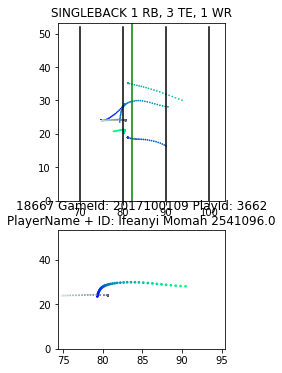 SINGLEBACK 1 RB, 3 TE, 1 WR
50
40
30
20
10
0
70 80 90 100
18667 GameId: 2017100109 PlayId: 3662
PlayerName + ID: Ifeanyi Momah 2541096.0
40
20
0
75 80 85 90 95